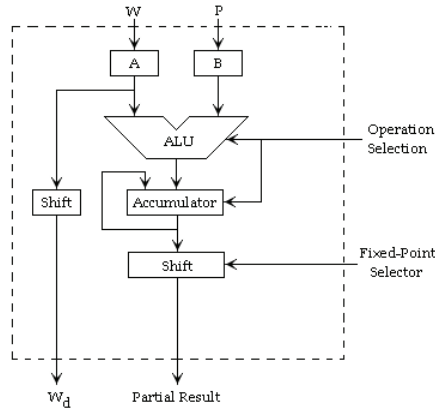 W P
A B
ALU
Operation
Selection
Shift Accumulator
Shift
Fixed-Point
Selector
Wd Partial Result